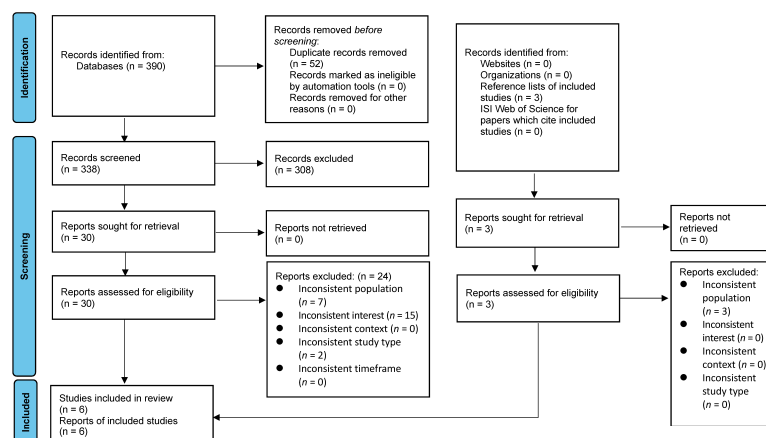 Identification
Records identified from:
Databases (n = 390)
Records removed before
screening:
Duplicate records removed
(n = 52)
Records marked as ineligible
by automation tools (n = 0)
Records removed for other
reasons (n = 0)
Records identified from:
Websites (n = 0)
Organizations (n = 0)
Reference lists of included
studies (n = 3)
ISI Web of Science for
papers which cite included
studies (n = 0)
Screening
Records screened
(n = 338)
Records excluded
(n = 308)
Reports sought for retrieval
(n = 30)
Reports not retrieved
(n = 0)
Reports sought for retrieval
(n = 3)
Reports not
retrieved
(n = 0)
Reports assessed for eligibility
(n = 30)
Reports excluded: (n = 24)
● Inconsistent population
(n = 7)
● Inconsistent interest (n = 15)
● Inconsistent context (n = 0)
● Inconsistent study type
(n = 2)
● Inconsistent timeframe
(n = 0)
Reports assessed for eligibility
(n = 3)
Reports excluded:
● Inconsistent
population
(n = 3)
● Inconsistent
interest (n = 0)
● Inconsistent
context (n = 0)
● Inconsistent
study type
(n = 0)
Included
Studies included in review
(n = 6)
Reports of included studies
(n = 6)